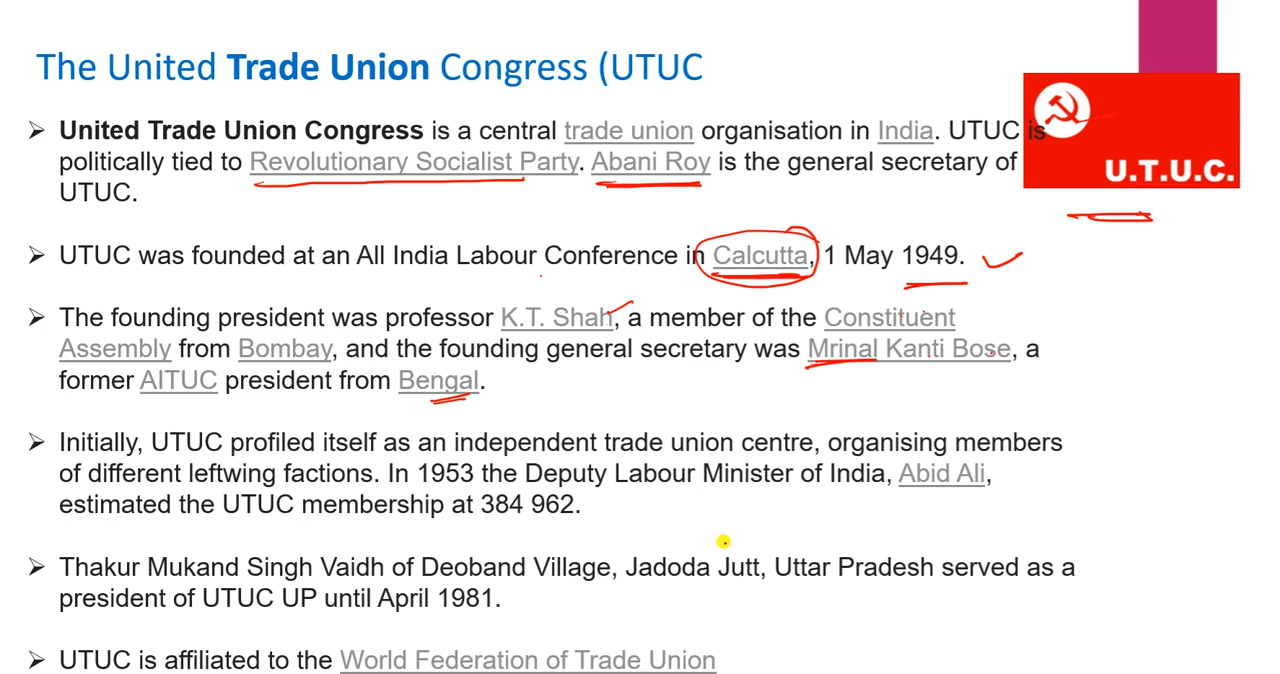 The United Trade Union Congress (UTUC
➢ United Trade Union Congress is a central trade union organisation in India. UTUC is
politically tied to Revolutionary Socialist Party. Abani Roy is the general secretary of
UTUC.
U.T.U.C.
➢ UTUC was founded at an All India Labour Conference in Calcutta, 1 May 1949.
➢ The founding president was professor K.T. Shah, a member of the Constituent
Assembly from Bombay, and the founding general secretary was Mrinal Kanti Bose, a
former AITUC president from Bengal.
➢ Initially, UTUC profiled itself as an independent trade union centre, organising members
of different leftwing factions. In 1953 the Deputy Labour Minister of India, Abid Ali,
estimated the UTUC membership at 384 962.
➢ Thakur Mukand Singh Vaidh of Deoband Village, Jadoda Jutt, Uttar Pradesh served as a
president of UTUC UP until April 1981.
➢ UTUC is affiliated to the World Federation of Trade Union